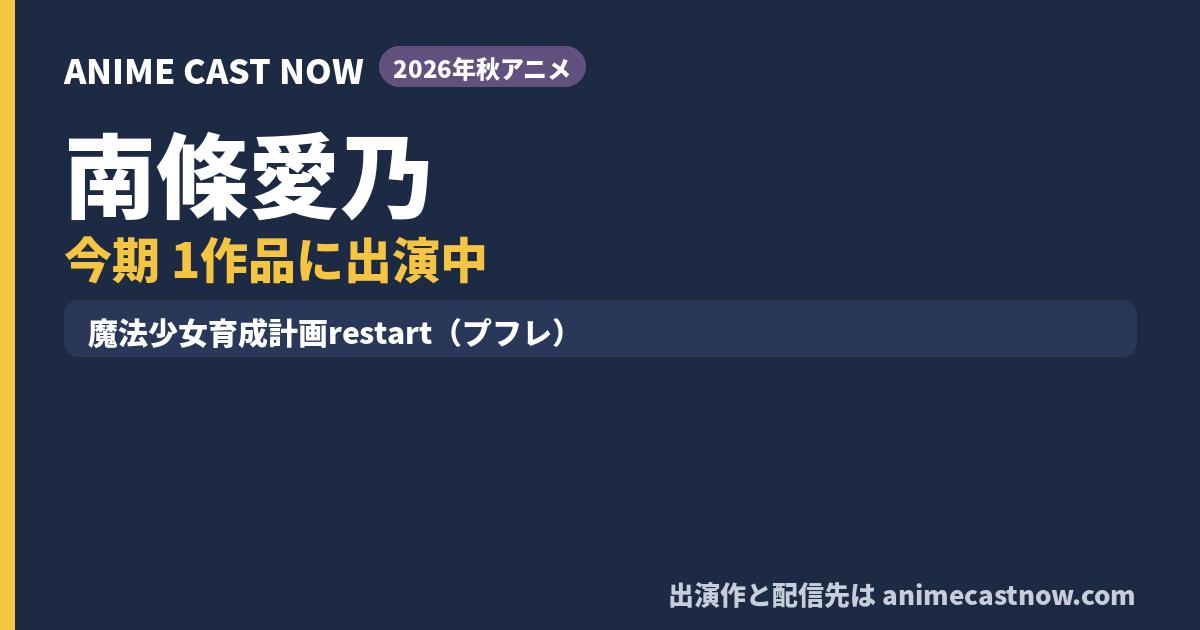 ANIME CAST NOW 2026年秋アニメ
南條愛乃
今期 1作品に出演中
魔法少女育成計画restart（プフレ）
出演作と配信先は animecastnow.com